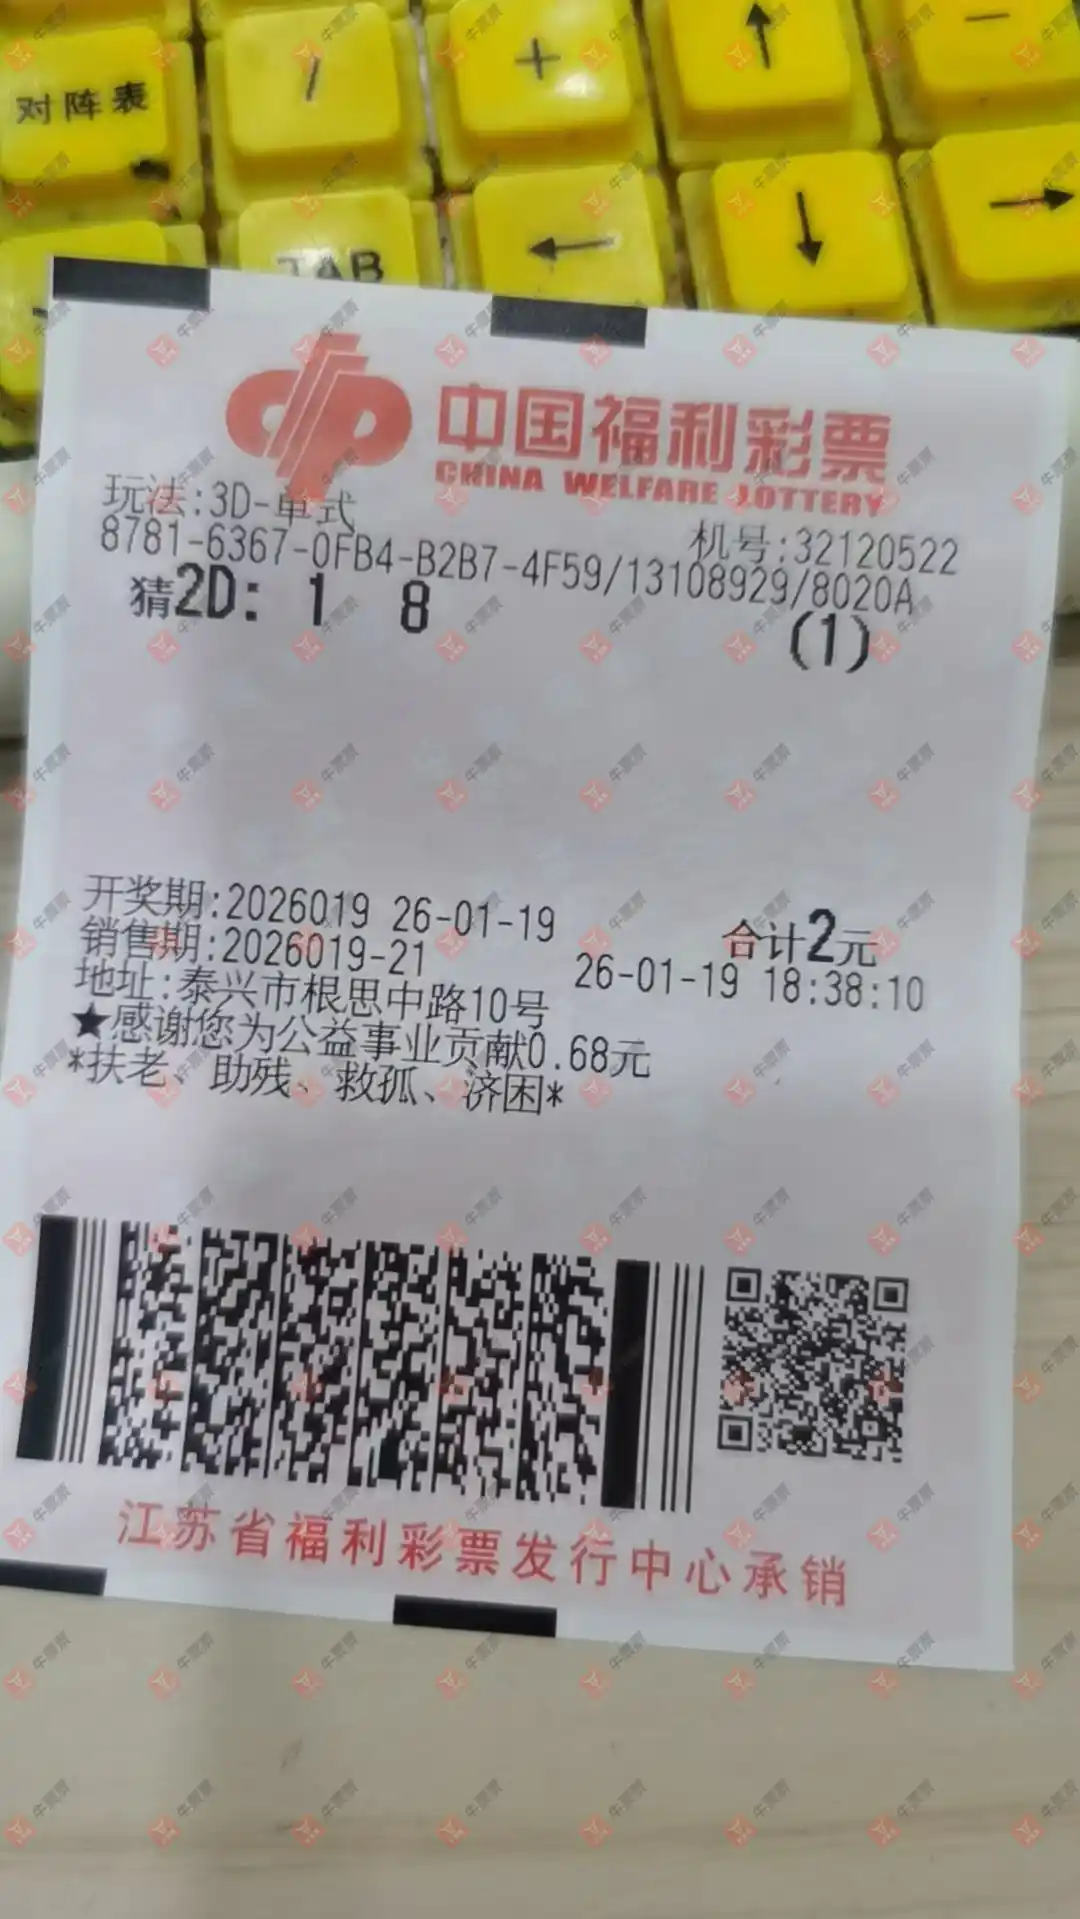 对阵表
/
+
↑
-
TAB
←
↓
→
中国福利彩票
CHINA WELFARE LOTTERY
玩法:3D-单式
机号:32120522
8781-6367-0FB4-B2B7-4F59/13108929/8020A
猜2D: 1 8
(1)
开奖期:2026019 26-01-19
合计2元
销售期:2026019-21
26-01-19 18:38:10
地址:泰兴市根思中路10号
★感谢您为公益事业贡献0.68元
*扶老、助残、救孤、济困*
江苏省福利彩票发行中心承销
牛票票